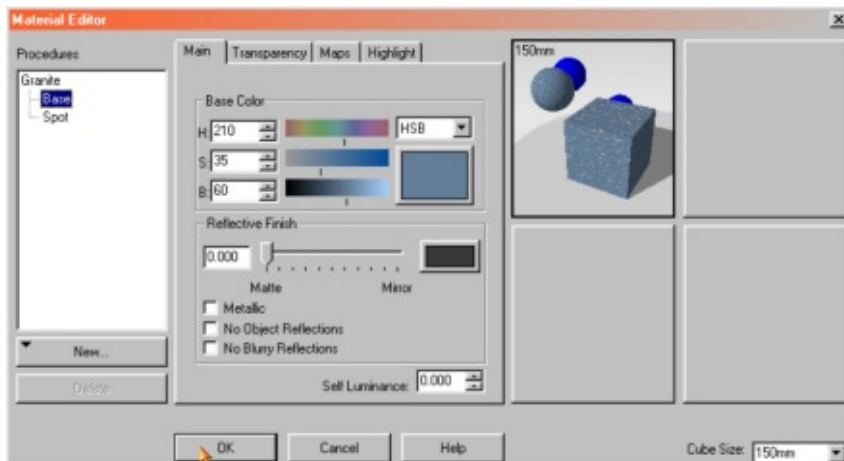 Material Editor
Procedures
Granite
Base
Spot
New...
Delete
Main Transparency Maps Highlight
Base Color
H: 210 HSB
S: 35
B: 60
Reflective Finish
0.000
Matte Mirror
Metallic
No Object Reflections
No Blurry Reflections
Self Luminance: 0.000
150mm
OK Cancel Help
Cube Size: 150mm